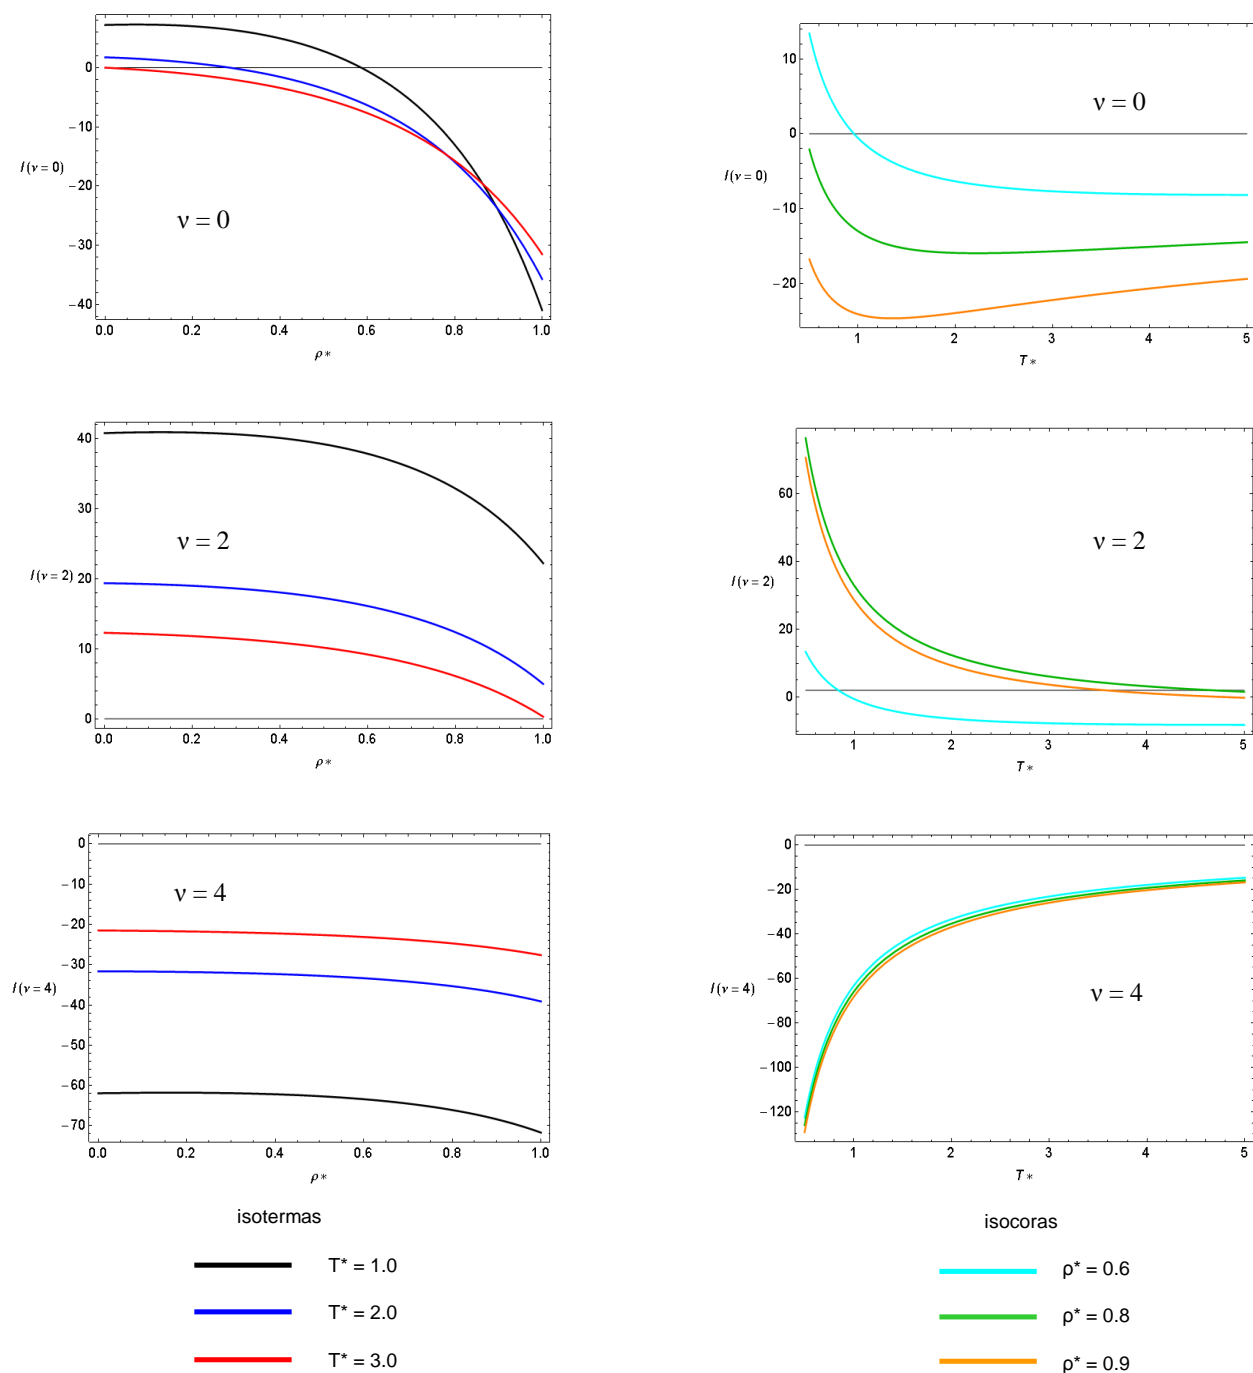 0
−10
−20
−30
−40
I(ν = 0)
ν = 0
0.0 0.2 0.4 0.6 0.8 1.0
ρ *
10
0
−10
−20
I(ν = 0)
ν = 0
1 2 3 4 5
T *
40
30
20
10
0
I(ν = 2)
ν = 2
0.0 0.2 0.4 0.6 0.8 1.0
ρ *
60
40
20
0
I(ν = 2)
ν = 2
1 2 3 4 5
T *
0
−10
−20
−30
−40
−50
−60
−70
I(ν = 4)
ν = 4
0.0 0.2 0.4 0.6 0.8 1.0
ρ *
0
−20
−40
−60
−80
−100
−120
I(ν = 4)
ν = 4
1 2 3 4 5
T *
isotermas
T* = 1.0
T* = 2.0
T* = 3.0
isocoras
ρ* = 0.6
ρ* = 0.8
ρ* = 0.9